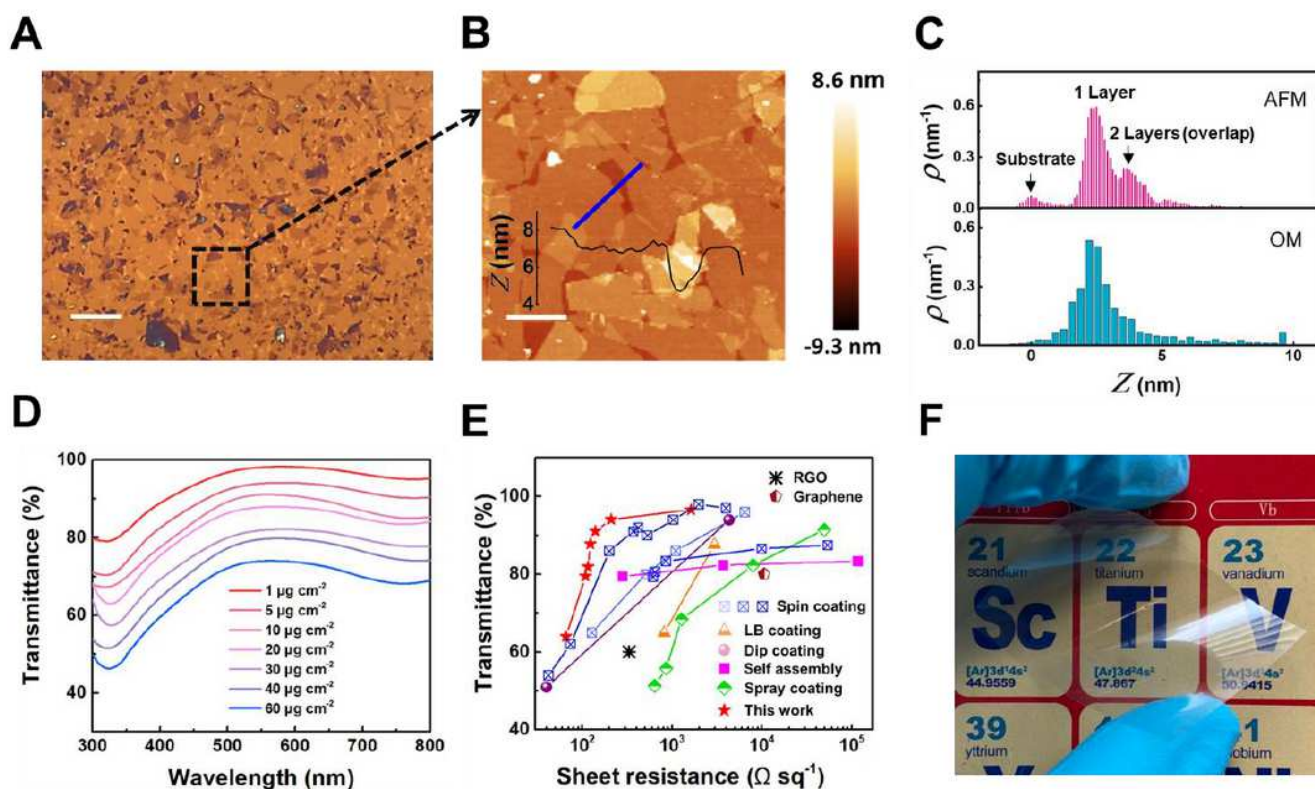 A
B
C
8.6 nm
-9.3 nm
Z (nm)
8
6
4
AFM
1 Layer
2 Layers (overlap)
Substrate
ρ (nm⁻¹)
0.6
0.3
0.0
OM
ρ (nm⁻¹)
0.6
0.3
0.0
0 5 10
Z (nm)
D
E
F
Transmittance (%)
100
80
60
40
300 400 500 600 700 800
Wavelength (nm)
1 µg cm⁻²
5 µg cm⁻²
10 µg cm⁻²
20 µg cm⁻²
30 µg cm⁻²
40 µg cm⁻²
60 µg cm⁻²
Transmittance (%)
120
100
80
60
40
10² 10³ 10⁴ 10⁵
Sheet resistance (Ω sq⁻¹)
RGO
Graphene
Spin coating
LB coating
Dip coating
Self assembly
Spray coating
This work
Vb
21
scandium
Sc
[Ar]3d¹4s²
44.9559
22
titanium
Ti
[Ar]3d²4s²
47.867
23
vanadium
V
[Ar]3d³4s²
50.9415
39
yttrium